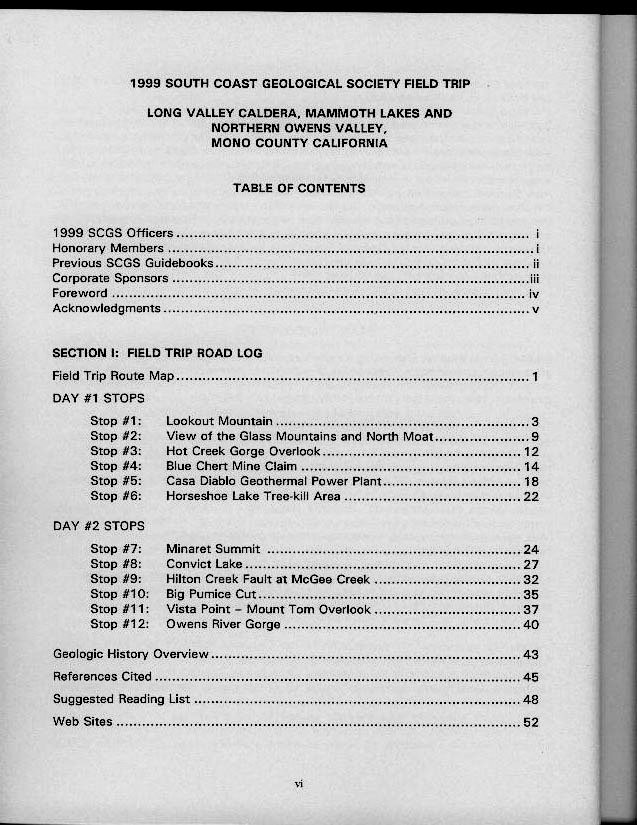 1999 SOUTH COAST GEOLOGICAL SOCIETY FIELD TRIP
LONG VALLEY CALDERA, MAMMOTH LAKES AND
NORTHERN OWENS VALLEY,
MONO COUNTY CALIFORNIA
TABLE OF CONTENTS
1999 SCGS Officers ........ i
Honorary Members ........ i
Previous SCGS Guidebooks ........ ii
Corporate Sponsors ........ iii
Foreword ........ iv
Acknowledgments ........ v
SECTION I: FIELD TRIP ROAD LOG
Field Trip Route Map ........ 1
DAY #1 STOPS
Stop #1: Lookout Mountain ........ 3
Stop #2: View of the Glass Mountains and North Moat ........ 9
Stop #3: Hot Creek Gorge Overlook ........ 12
Stop #4: Blue Chert Mine Claim ........ 14
Stop #5: Casa Diablo Geothermal Power Plant ........ 18
Stop #6: Horseshoe Lake Tree-kill Area ........ 22
DAY #2 STOPS
Stop #7: Minaret Summit ........ 24
Stop #8: Convict Lake ........ 27
Stop #9: Hilton Creek Fault at McGee Creek ........ 32
Stop #10: Big Pumice Cut ........ 35
Stop #11: Vista Point – Mount Tom Overlook ........ 37
Stop #12: Owens River Gorge ........ 40
Geologic History Overview ........ 43
References Cited ........ 45
Suggested Reading List ........ 48
Web Sites ........ 52
vi